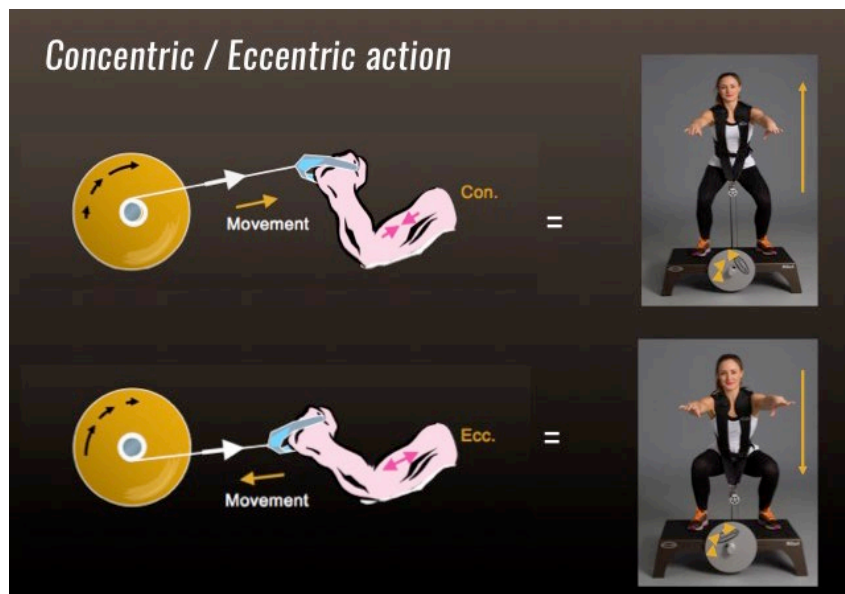 Concentric / Eccentric action
Con.
Movement
=
Ecc.
=
Movement